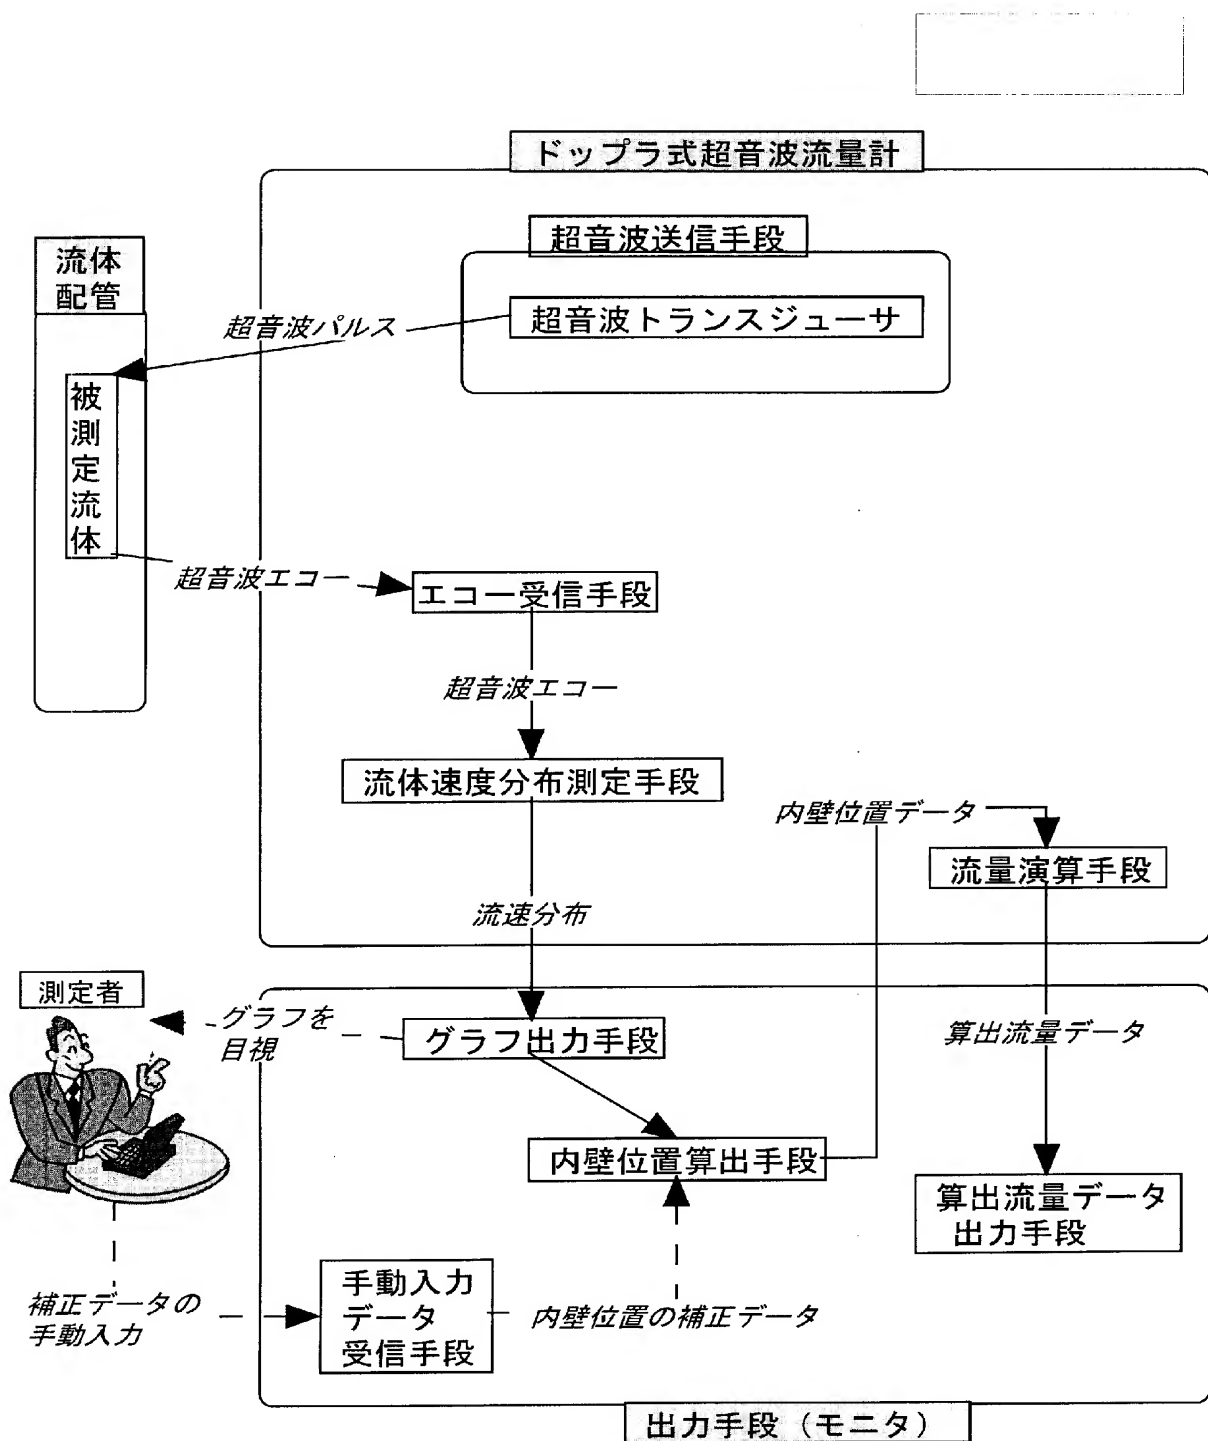 ドップラ式超音波流量計
超音波送信手段
流体
配管
超音波パルス
超音波トランスジューサ
被
測
定
流
体
超音波エコー
エコー受信手段
超音波エコー
流体速度分布測定手段
内壁位置データ
流量演算手段
流速分布
測定者
グラフを
目視
グラフ出力手段
算出流量データ
内壁位置算出手段
算出流量データ
出力手段
手動入力
データ
受信手段
補正データの
手動入力
内壁位置の補正データ
出力手段（モニタ）